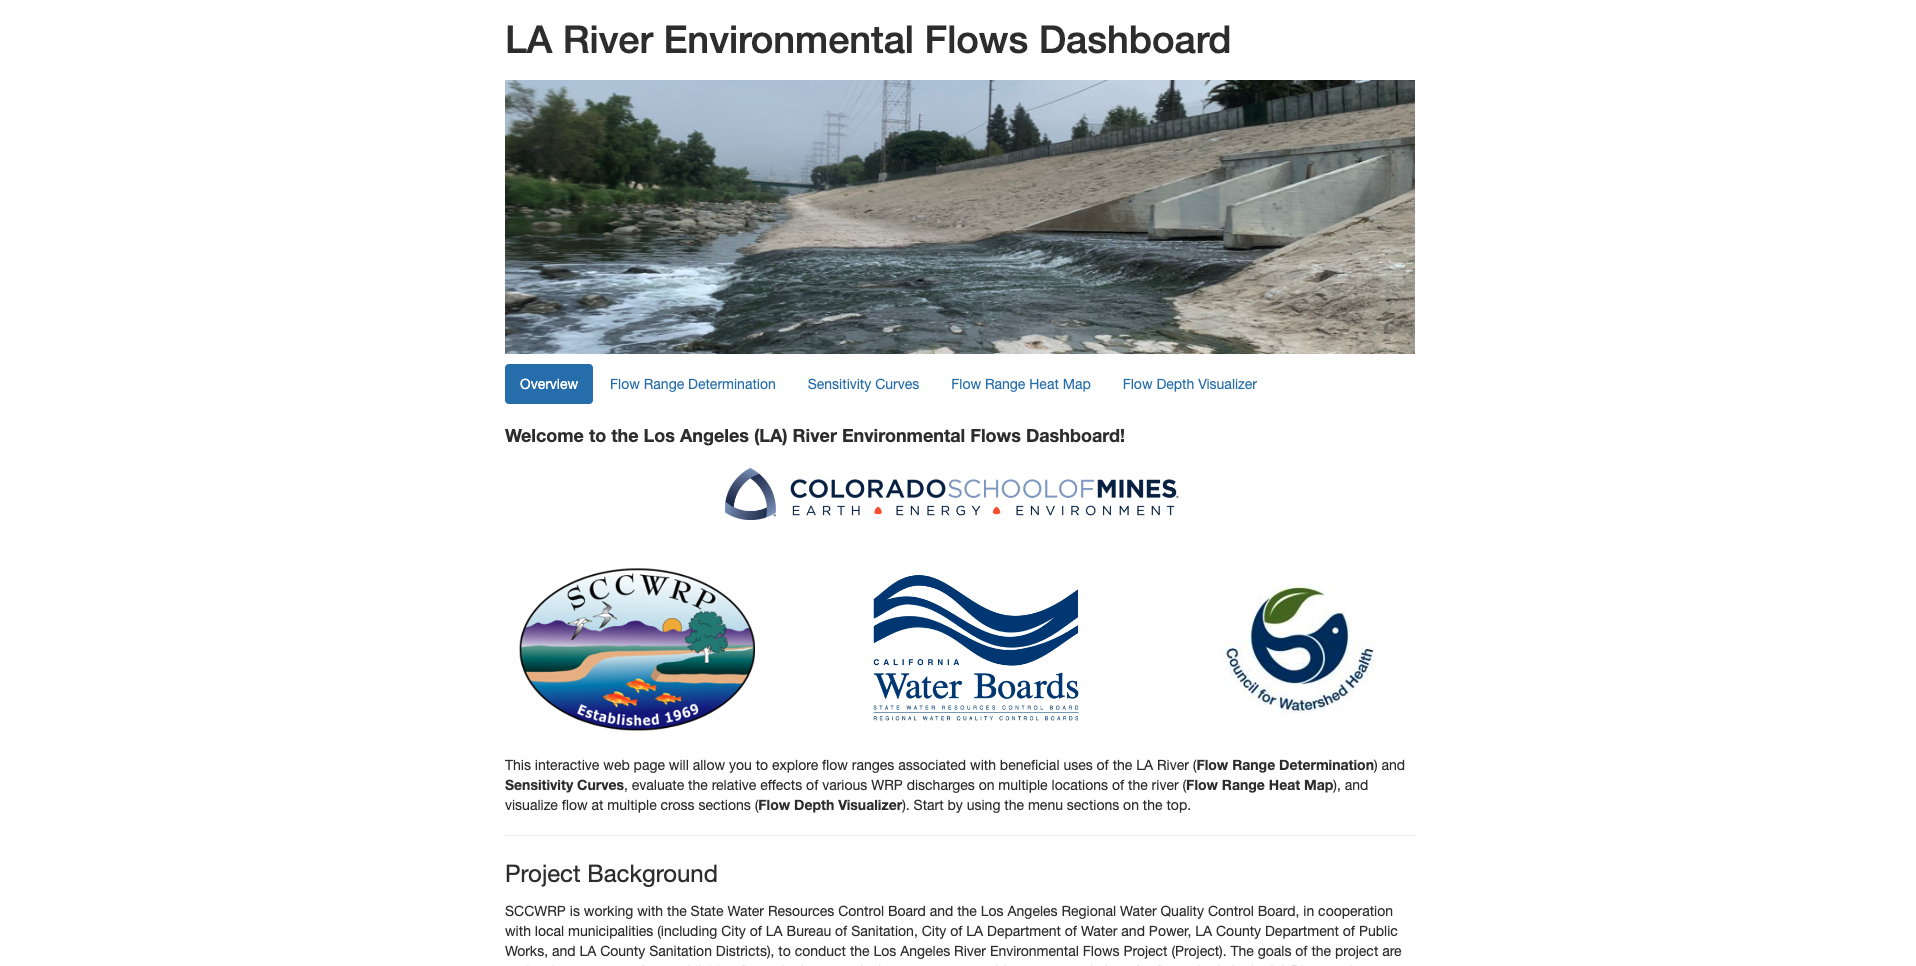 LA River Environmental Flows Dashboard
Overview
Flow Range Determination
Sensitivity Curves
Flow Range Heat Map
Flow Depth Visualizer
Welcome to the Los Angeles (LA) River Environmental Flows Dashboard!
COLORADOSCHOOLOFMINES
EARTH ENERGY ENVIRONMENT
SCCWRP
Established 1969
CALIFORNIA
Water Boards
STATE WATER RESOURCES CONTROL BOARD
REGIONAL WATER QUALITY CONTROL BOARDS
Council for Watershed Health
This interactive web page will allow you to explore flow ranges associated with beneficial uses of the LA River (Flow Range Determination) and
Sensitivity Curves, evaluate the relative effects of various WRP discharges on multiple locations of the river (Flow Range Heat Map), and
visualize flow at multiple cross sections (Flow Depth Visualizer). Start by using the menu sections on the top.
Project Background
SCCWRP is working with the State Water Resources Control Board and the Los Angeles Regional Water Quality Control Board, in cooperation
with local municipalities (including City of LA Bureau of Sanitation, City of LA Department of Water and Power, LA County Department of Public
Works, and LA County Sanitation Districts), to conduct the Los Angeles River Environmental Flows Project (Project). The goals of the project are